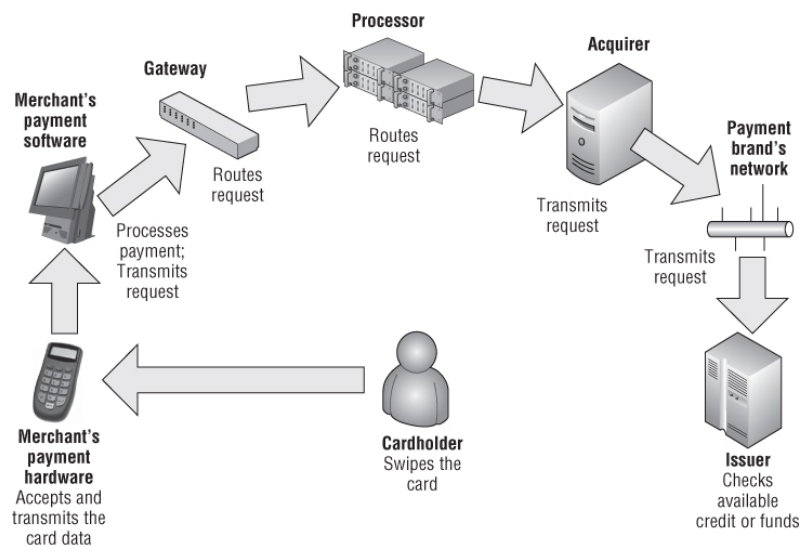 Processor
Routes
request
Gateway
Routes
request
Acquirer
Transmits
request
Merchant's
payment
software
Processes
payment;
Transmits
request
Payment
brand's
network
Transmits
request
Merchant's
payment
hardware
Accepts and
transmits the
card data
Cardholder
Swipes the
card
Issuer
Checks
available
credit or funds